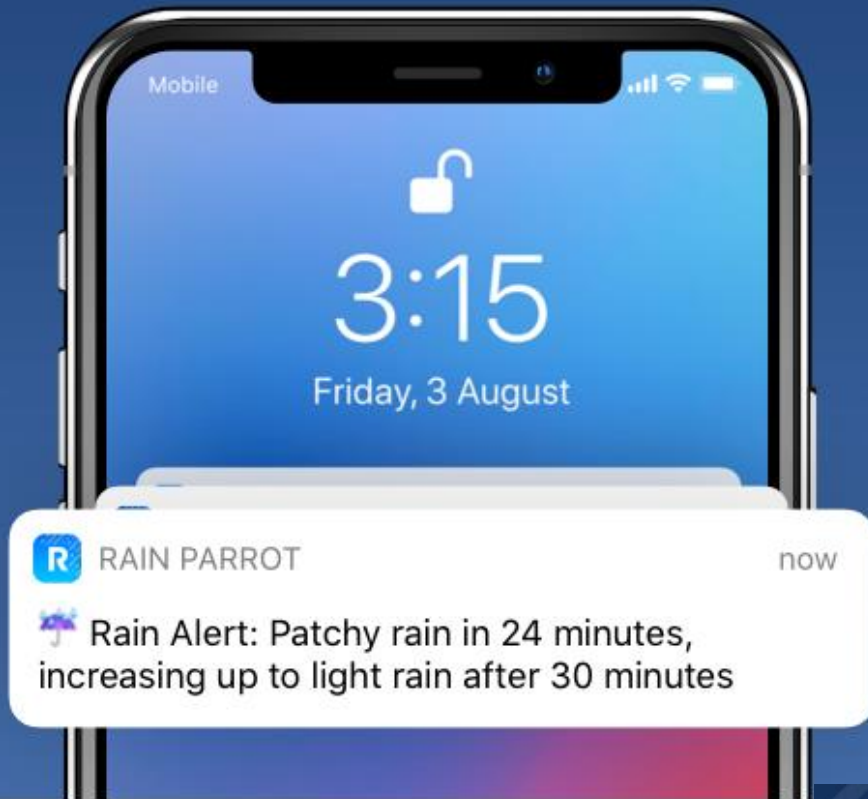 Mobile
3:15
Friday, 3 August
R RAIN PARROT now
☔ Rain Alert: Patchy rain in 24 minutes,
increasing up to light rain after 30 minutes